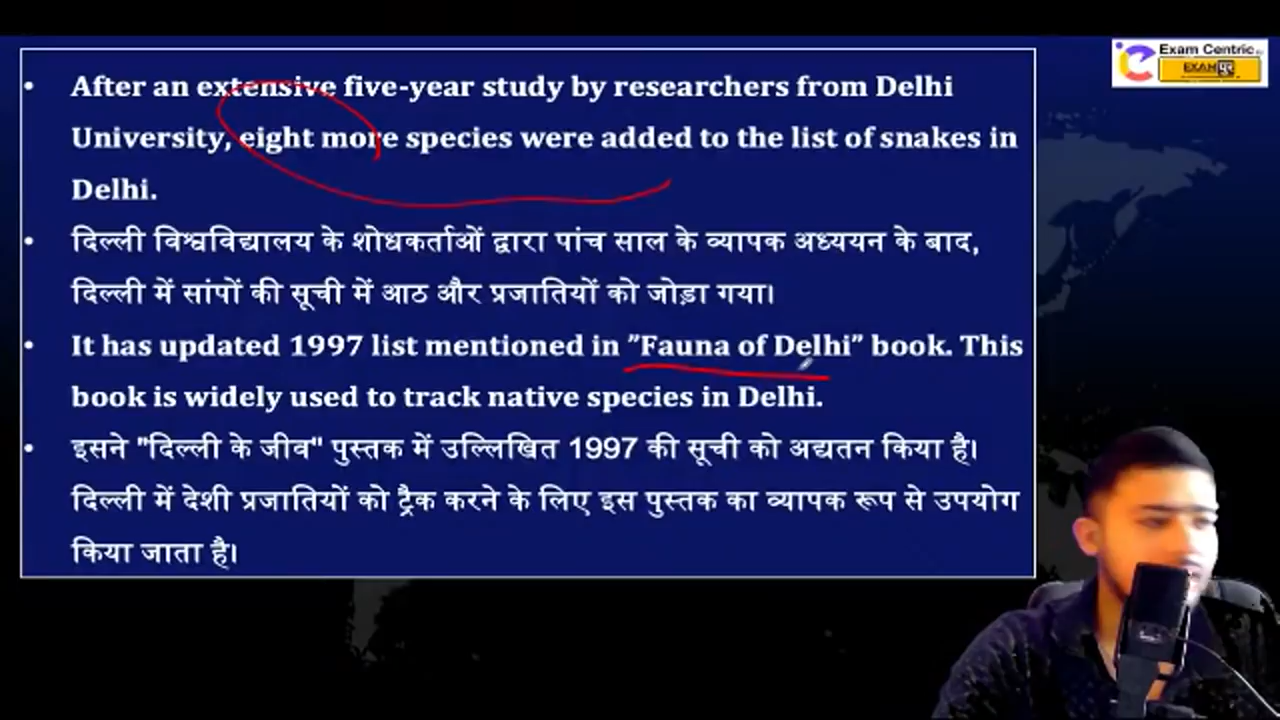 Exam Centric
EXAMपुर
• After an extensive five-year study by researchers from Delhi
University, eight more species were added to the list of snakes in
Delhi.
• दिल्ली विश्वविद्यालय के शोधकर्ताओं द्वारा पांच साल के व्यापक अध्ययन के बाद,
दिल्ली में सांपों की सूची में आठ और प्रजातियों को जोड़ा गया।
• It has updated 1997 list mentioned in "Fauna of Delhi" book. This
book is widely used to track native species in Delhi.
• इसने "दिल्ली के जीव" पुस्तक में उल्लिखित 1997 की सूची को अद्यतन किया है।
दिल्ली में देशी प्रजातियों को ट्रैक करने के लिए इस पुस्तक का व्यापक रूप से उपयोग
किया जाता है।